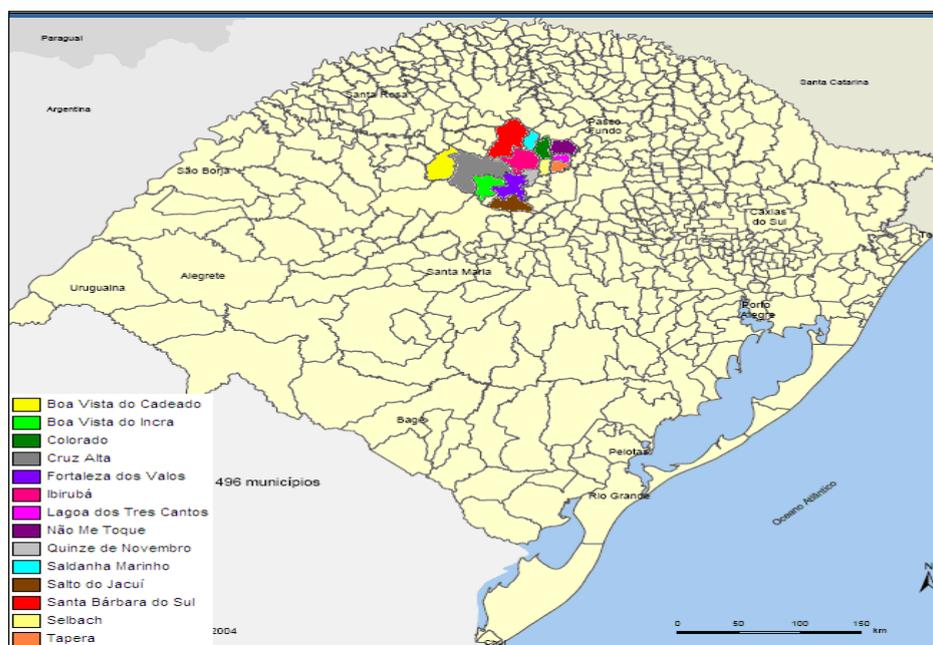 Paraguai
Santa Catarina
Argentina
Santa Rosa
Passo
Fundo
São Borja
Caxias
do Sul
Santa Maria
Alegrete
Uruguaina
Porto
Alegre
Bagé
Pelotas
Rio Grande
Oceano Atlântico
Boa Vista do Cadeado
Boa Vista do Incra
Colorado
Cruz Alta
Fortaleza dos Valos
496 municípios
Ibirubá
Lagoa dos Tres Cantos
Não Me Toque
Quinze de Novembro
Saldanha Marinho
Salto do Jacuí
Santa Bárbara do Sul
Selbach
Tapera
2004
N
0 50 100 150
km